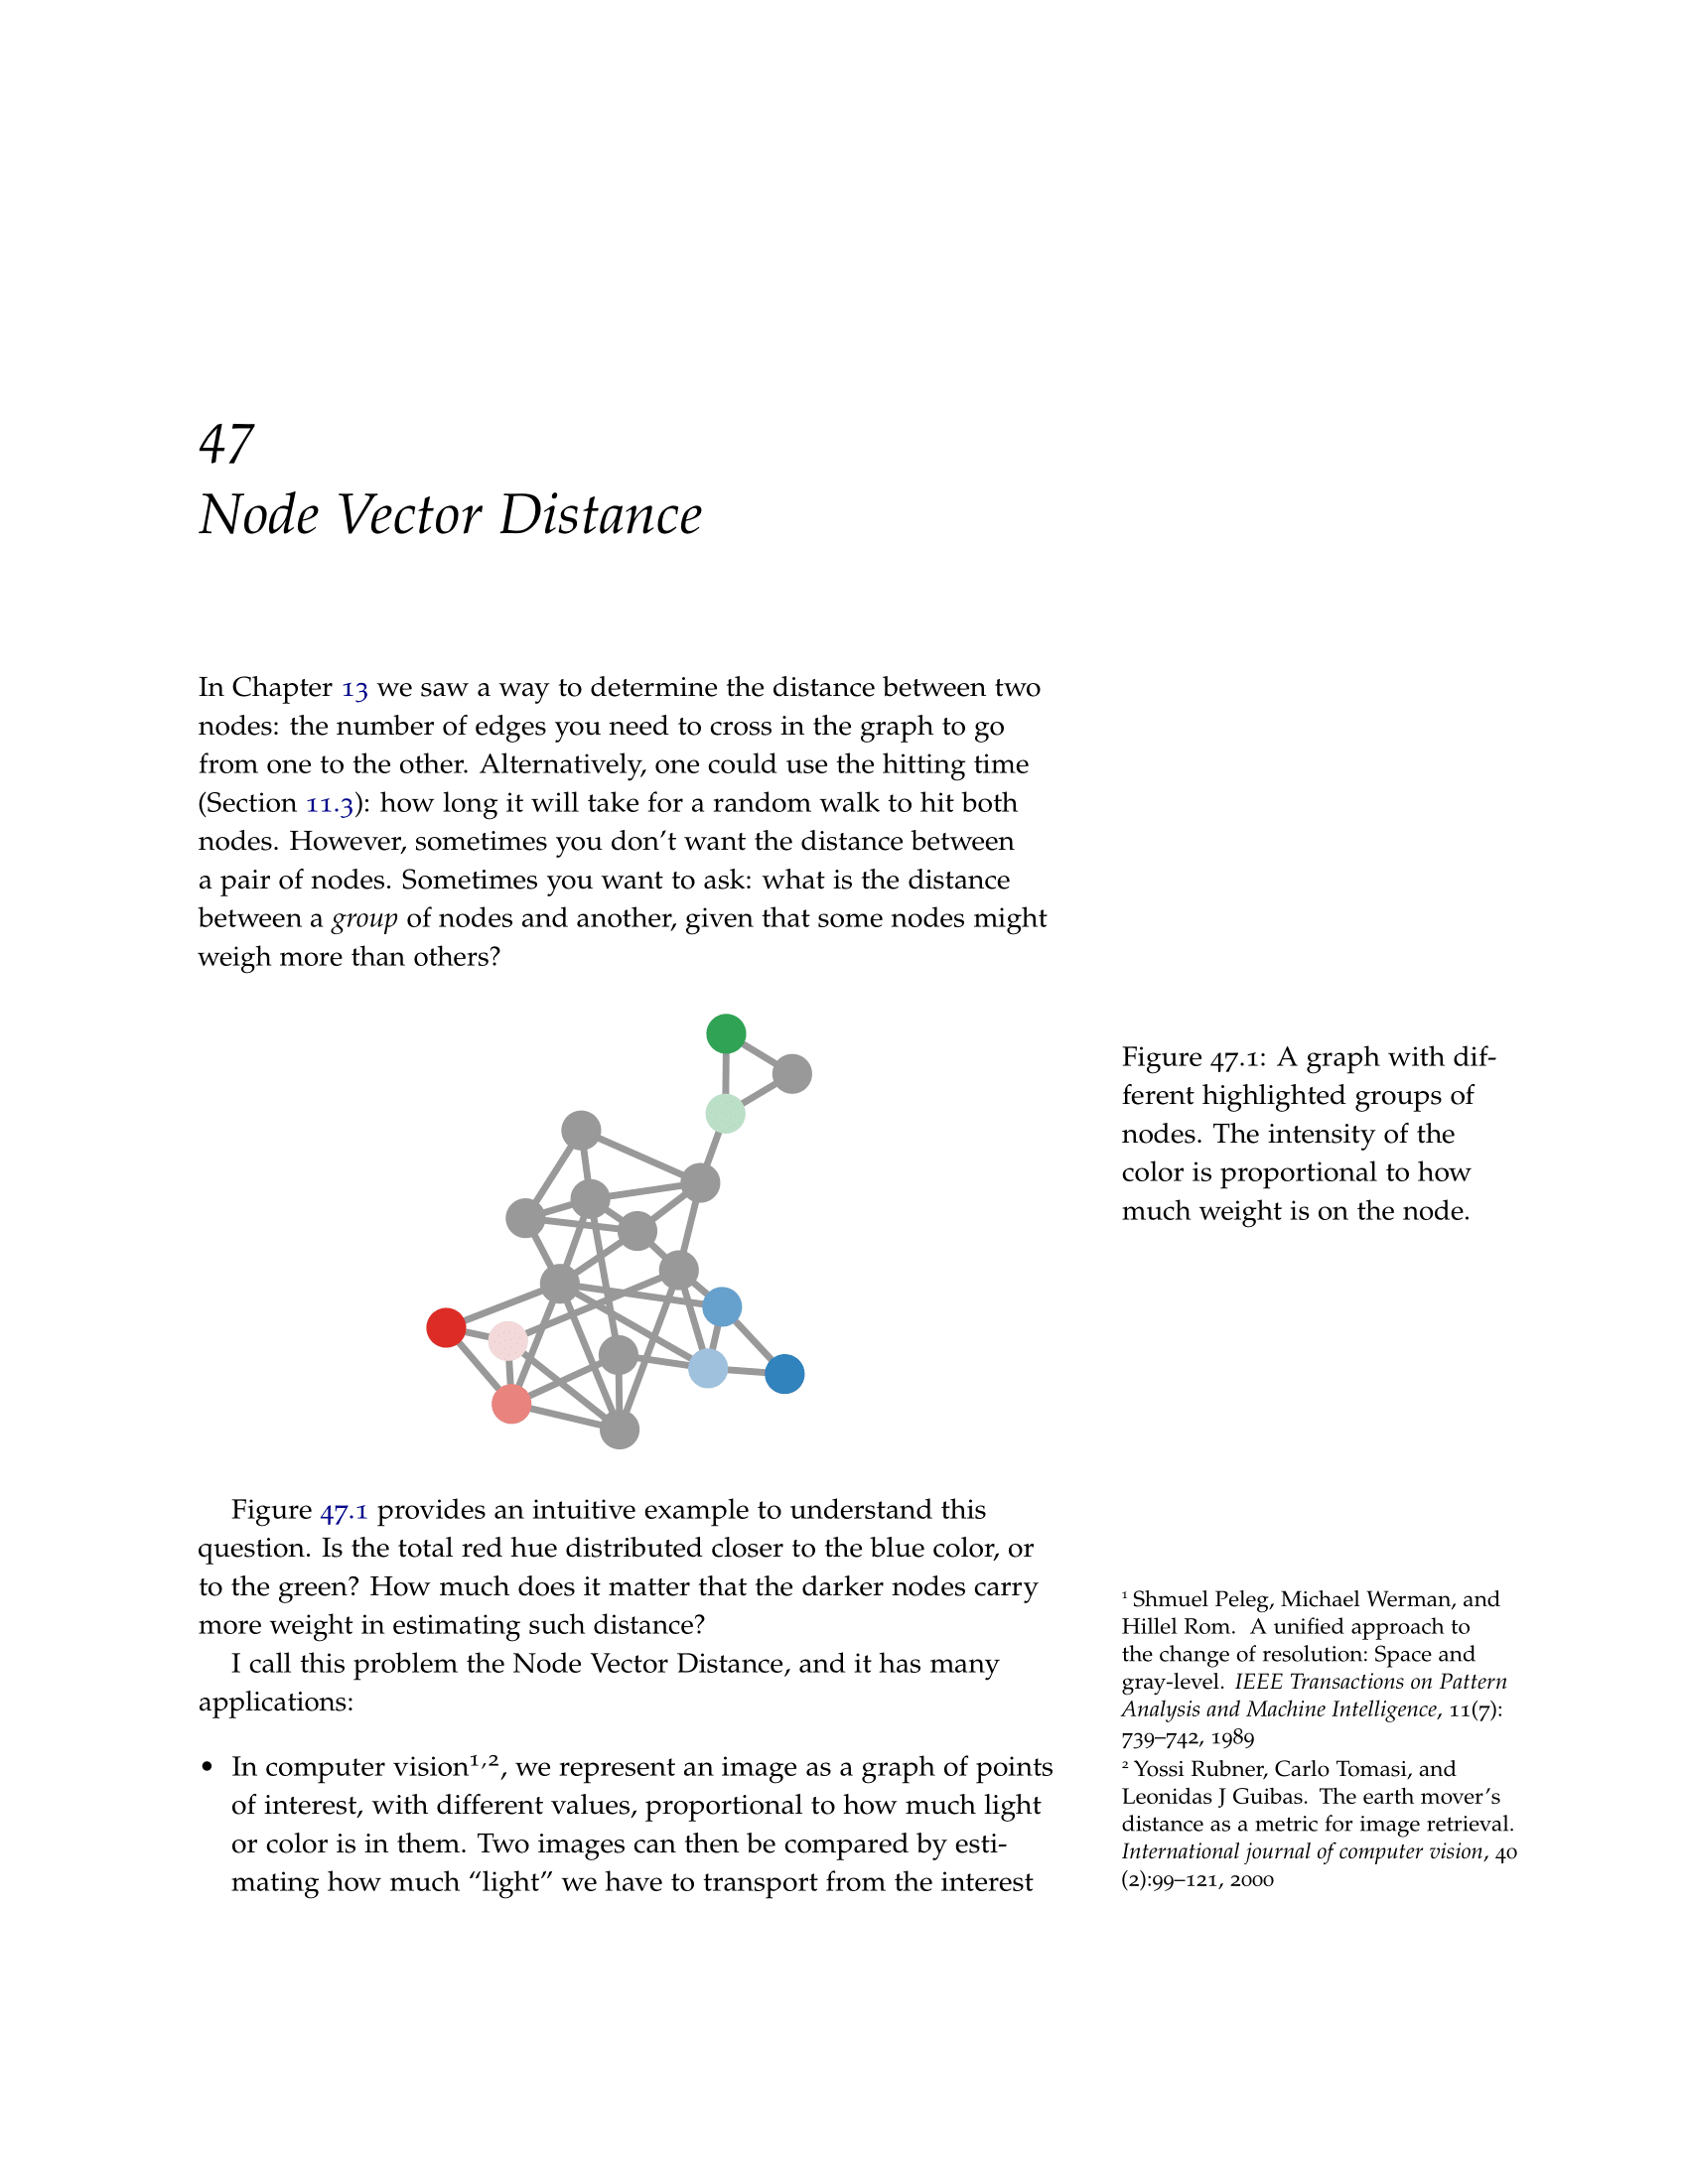 47
Node Vector Distance
In Chapter 13 we saw a way to determine the distance between two
nodes: the number of edges you need to cross in the graph to go
from one to the other. Alternatively, one could use the hitting time
(Section 11.3): how long it will take for a random walk to hit both
nodes. However, sometimes you don't want the distance between
a pair of nodes. Sometimes you want to ask: what is the distance
between a group of nodes and another, given that some nodes might
weigh more than others?
Figure 47.1: A graph with dif-
ferent highlighted groups of
nodes. The intensity of the
color is proportional to how
much weight is on the node.
Figure 47.1 provides an intuitive example to understand this
question. Is the total red hue distributed closer to the blue color, or
to the green? How much does it matter that the darker nodes carry
more weight in estimating such distance?
I call this problem the Node Vector Distance, and it has many
applications:
• In computer vision1,2, we represent an image as a graph of points
of interest, with different values, proportional to how much light
or color is in them. Two images can then be compared by esti-
mating how much “light” we have to transport from the interest
1 Shmuel Peleg, Michael Werman, and
Hillel Rom. A unified approach to
the change of resolution: Space and
gray-level. IEEE Transactions on Pattern
Analysis and Machine Intelligence, 11(7):
739–742, 1989
2 Yossi Rubner, Carlo Tomasi, and
Leonidas J Guibas. The earth mover's
distance as a metric for image retrieval.
International journal of computer vision, 40
(2):99–121, 2000